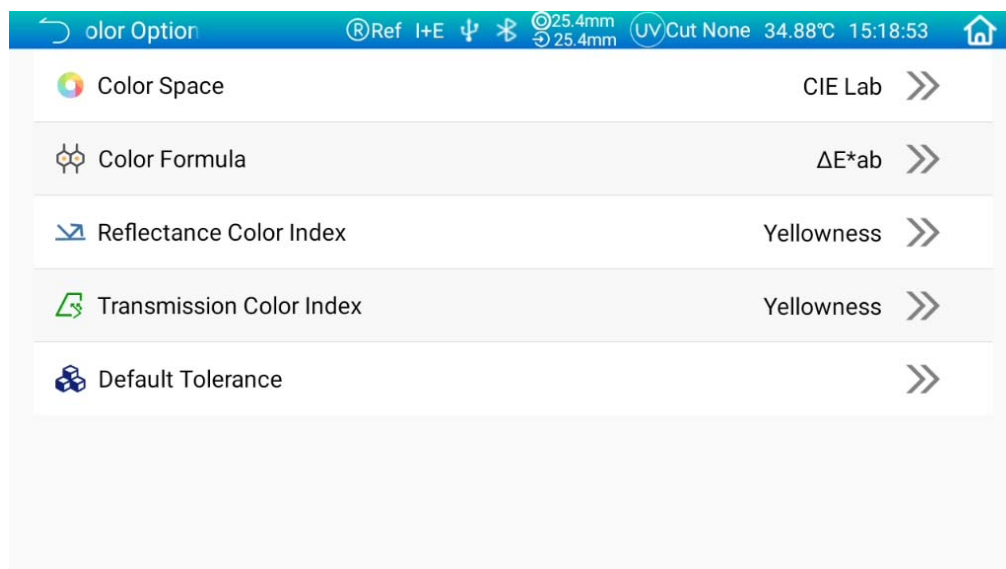 olor Option ®Ref I+E 25.4mm UV Cut None 34.88℃ 15:18:53
25.4mm
Color Space CIE Lab
Color Formula ΔE*ab
Reflectance Color Index Yellowness
Transmission Color Index Yellowness
Default Tolerance